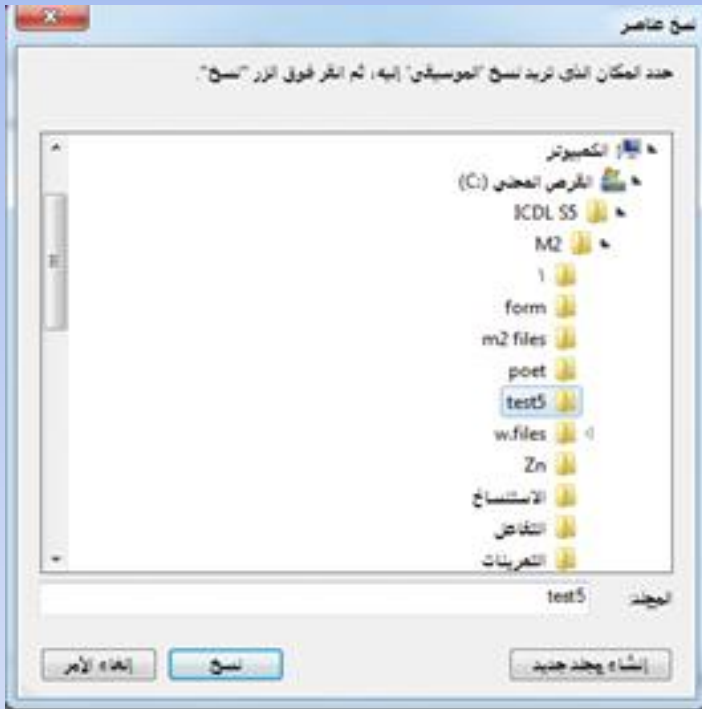 نسخ عناصر
حدد المكان الذي تريد نسخ 'الموسيقى' إليه، ثم انقر فوق الزر "نسخ".
الكمبيوتر
القرص المحلي (C:)
ICDL S5
M2
١
form
m2 files
poet
test5
w.files
Zn
الاستنساخ
التفاعل
التمرينات
المجلد: test5
إنشاء مجلد جديد نسخ إلغاء الأمر